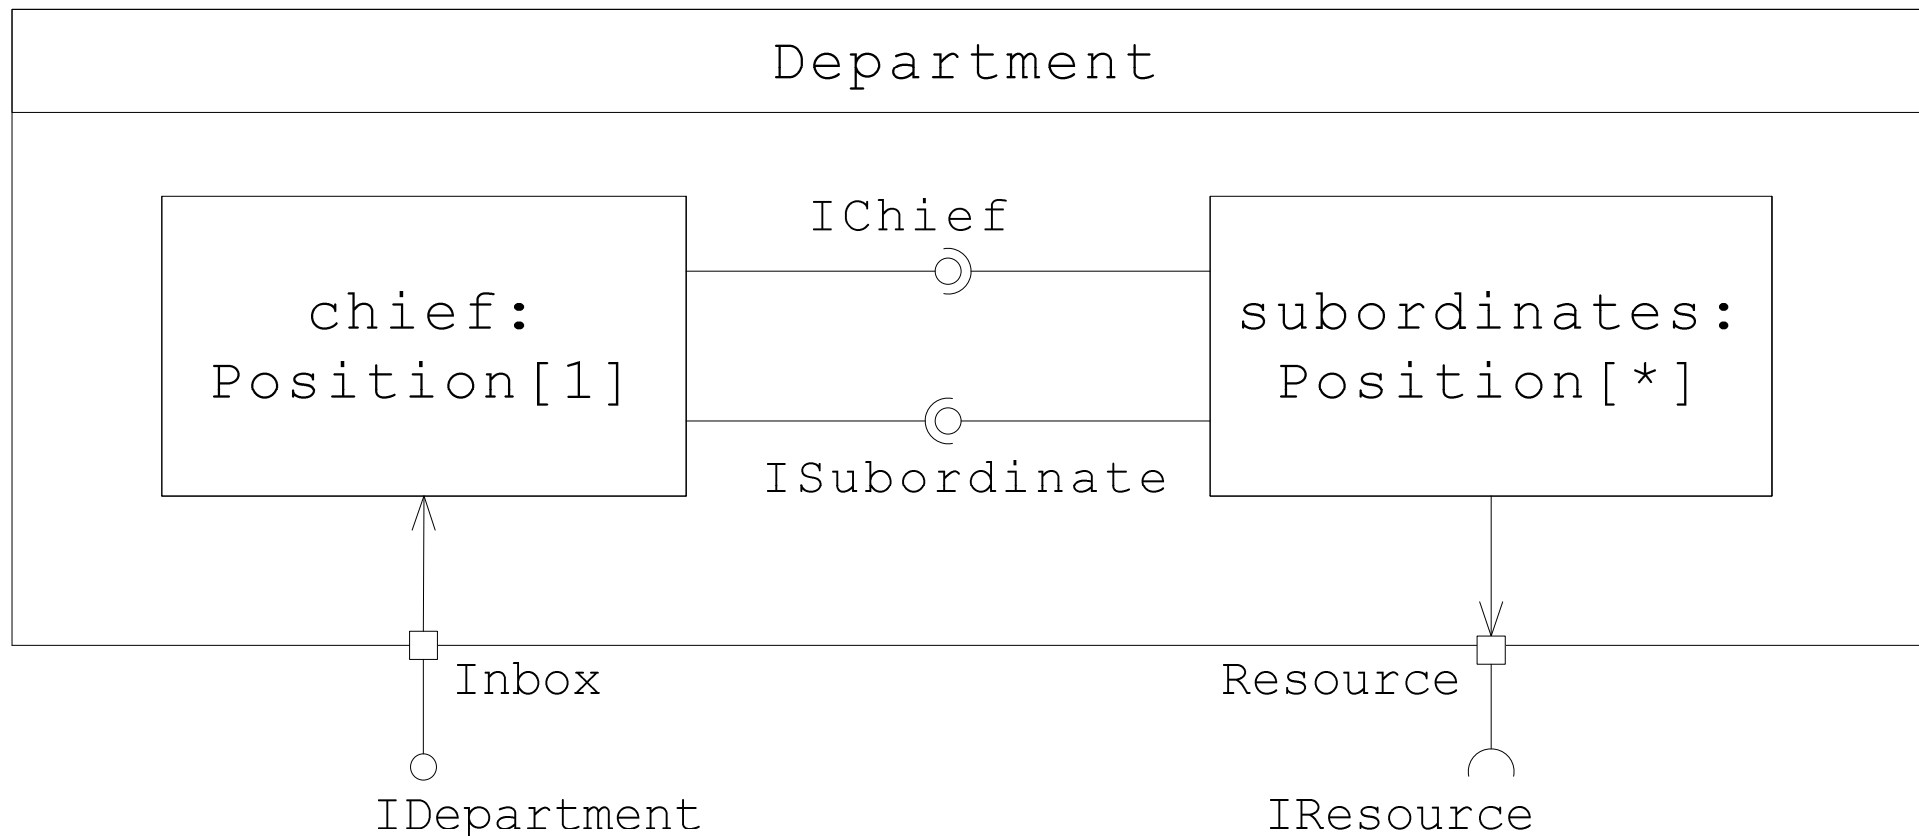 Department
IChief
chief:
Position[1]
subordinates:
Position[*]
ISubordinate
Inbox
Resource
IDepartment
IResource